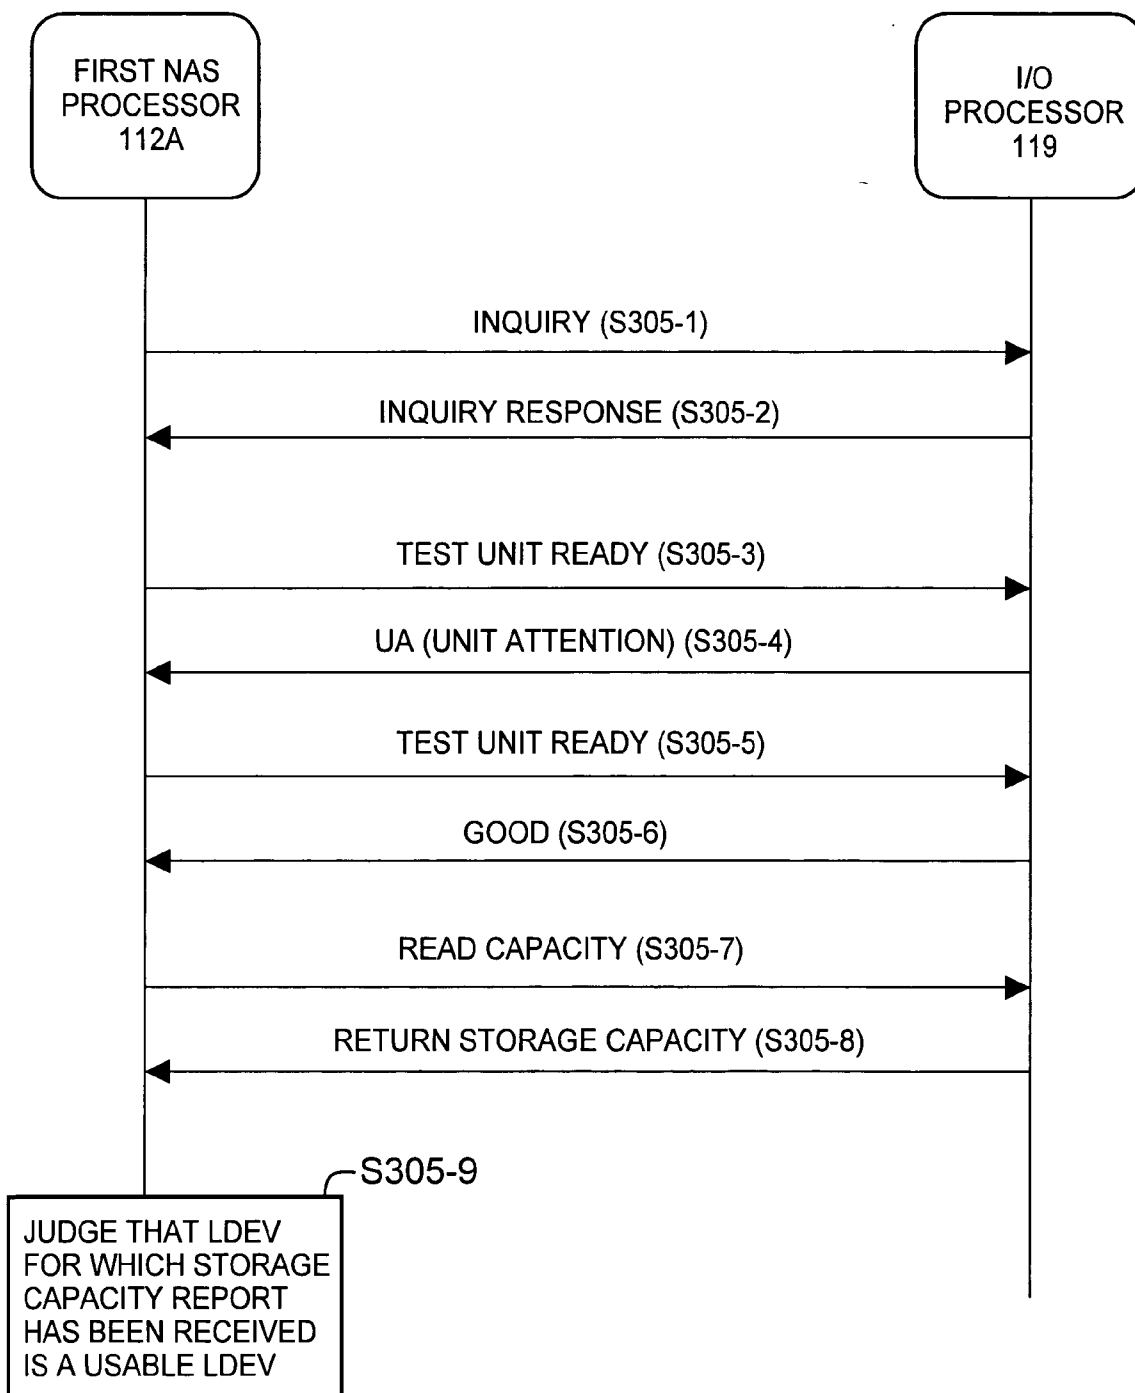 FIRST NAS
PROCESSOR
112A
I/O
PROCESSOR
119
INQUIRY (S305-1)
INQUIRY RESPONSE (S305-2)
TEST UNIT READY (S305-3)
UA (UNIT ATTENTION) (S305-4)
TEST UNIT READY (S305-5)
GOOD (S305-6)
READ CAPACITY (S305-7)
RETURN STORAGE CAPACITY (S305-8)
S305-9
JUDGE THAT LDEV
FOR WHICH STORAGE
CAPACITY REPORT
HAS BEEN RECEIVED
IS A USABLE LDEV